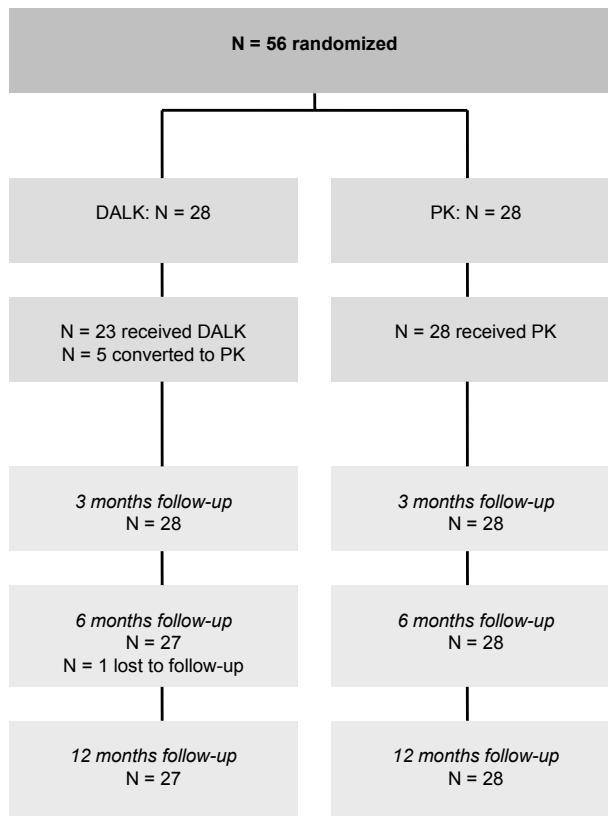 N = 56 randomized
DALK: N = 28
PK: N = 28
N = 23 received DALK
N = 5 converted to PK
N = 28 received PK
3 months follow-up
N = 28
3 months follow-up
N = 28
6 months follow-up
N = 27
N = 1 lost to follow-up
6 months follow-up
N = 28
12 months follow-up
N = 27
12 months follow-up
N = 28